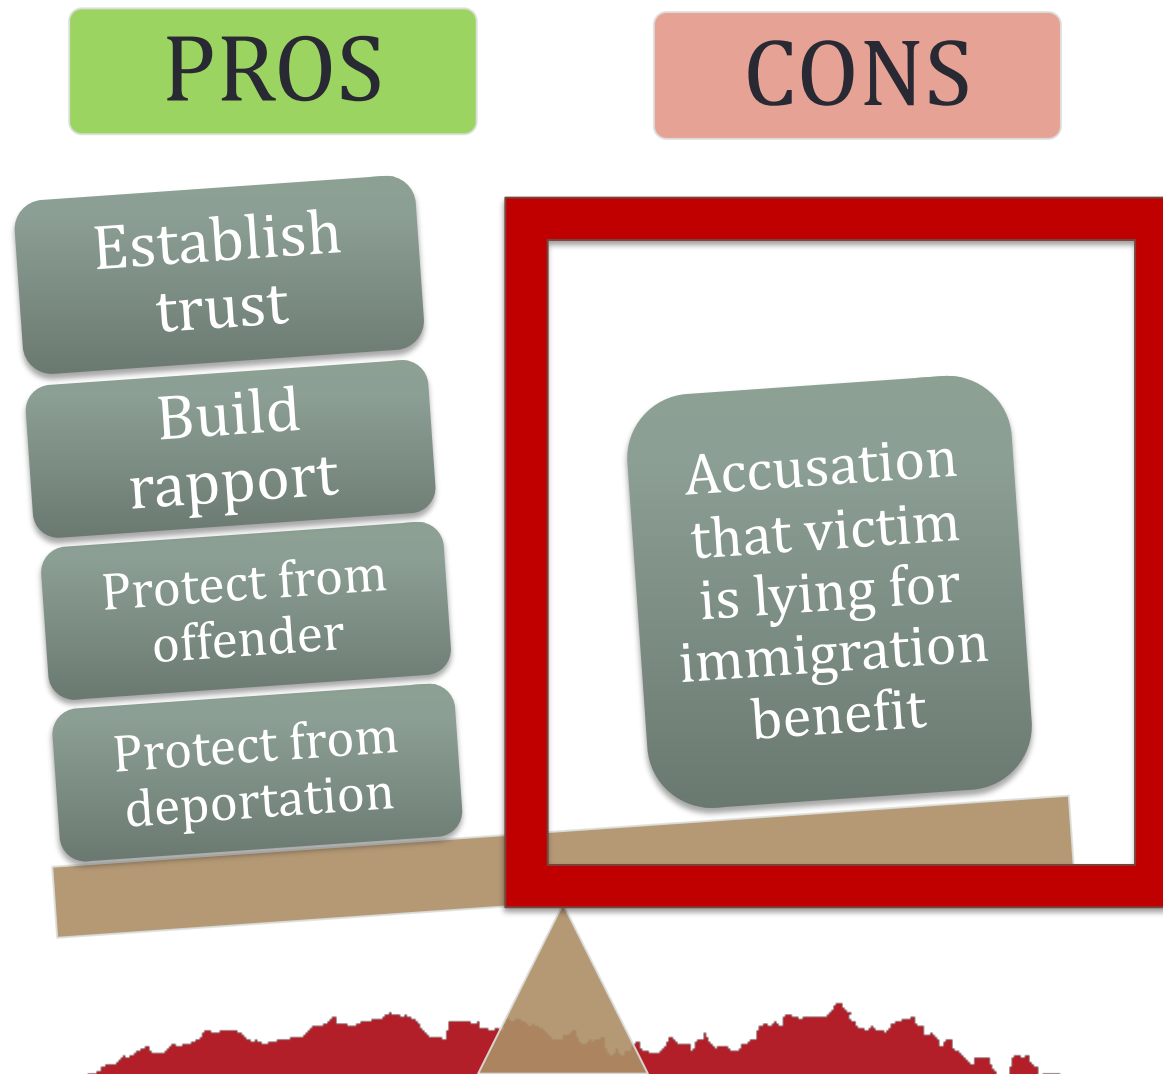 PROS
CONS
Establish
trust
Build
rapport
Protect from
offender
Protect from
deportation
Accusation
that victim
is lying for
immigration
benefit